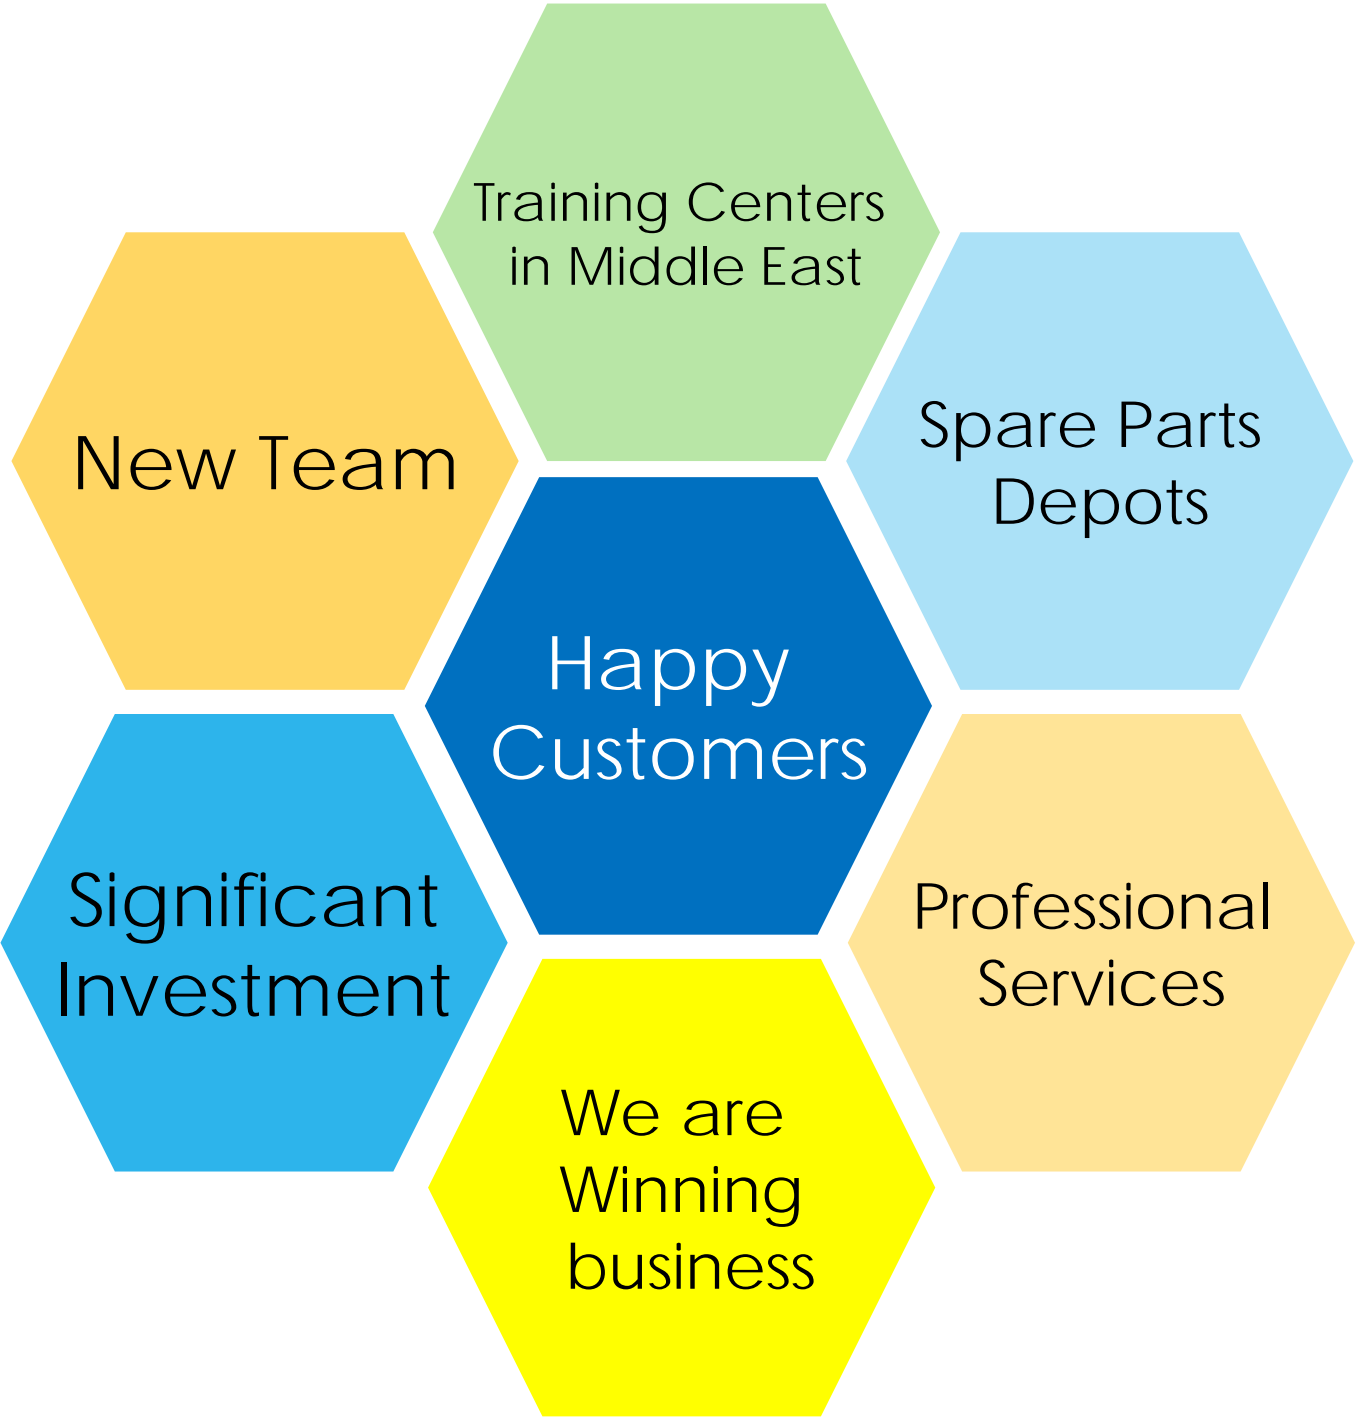 Training Centers
in Middle East
New Team
Spare Parts
Depots
Happy
Customers
Significant
Investment
Professional
Services
We are
Winning
business